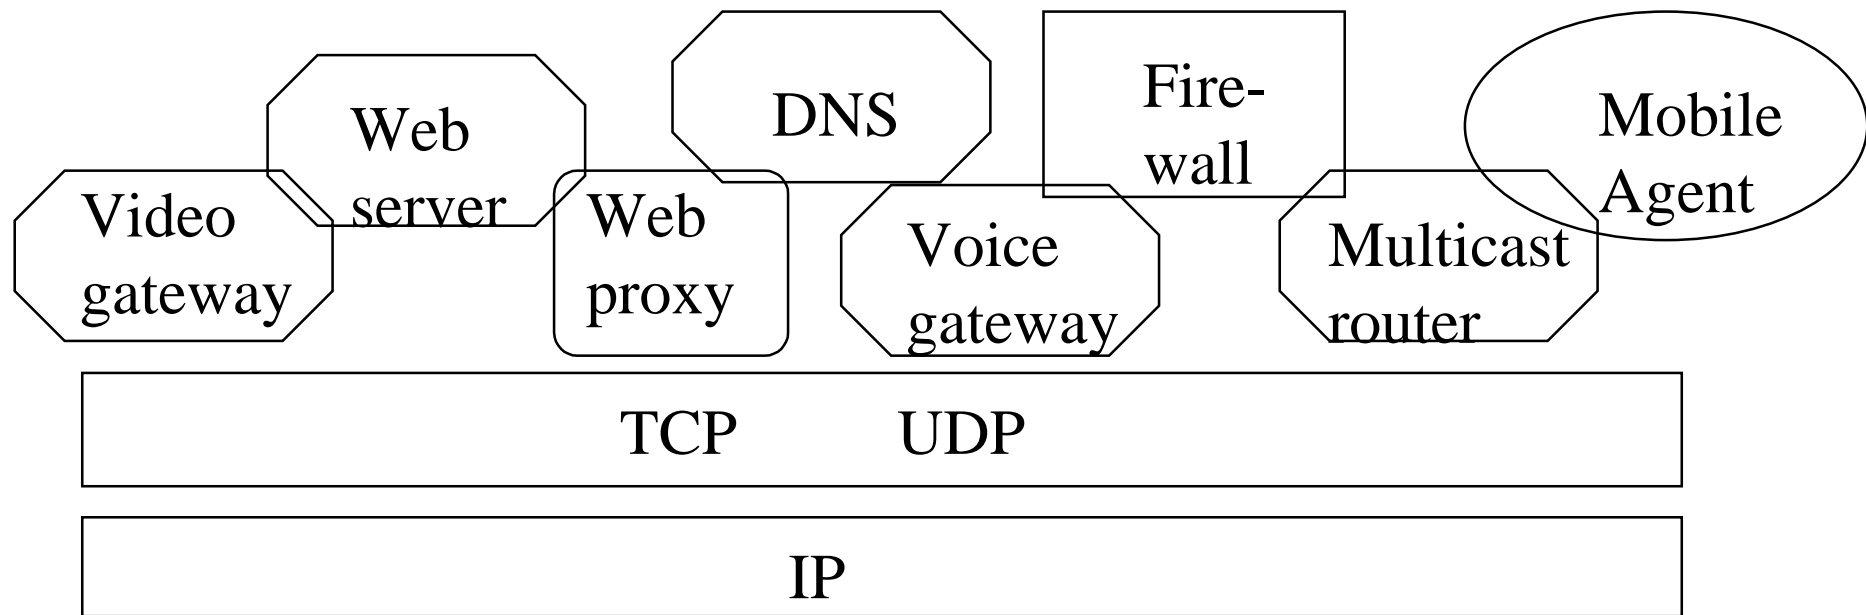 Web
server
DNS
Fire-
wall
Mobile
Agent
Video
gateway
Web
proxy
Voice
gateway
Multicast
router
TCP UDP
IP